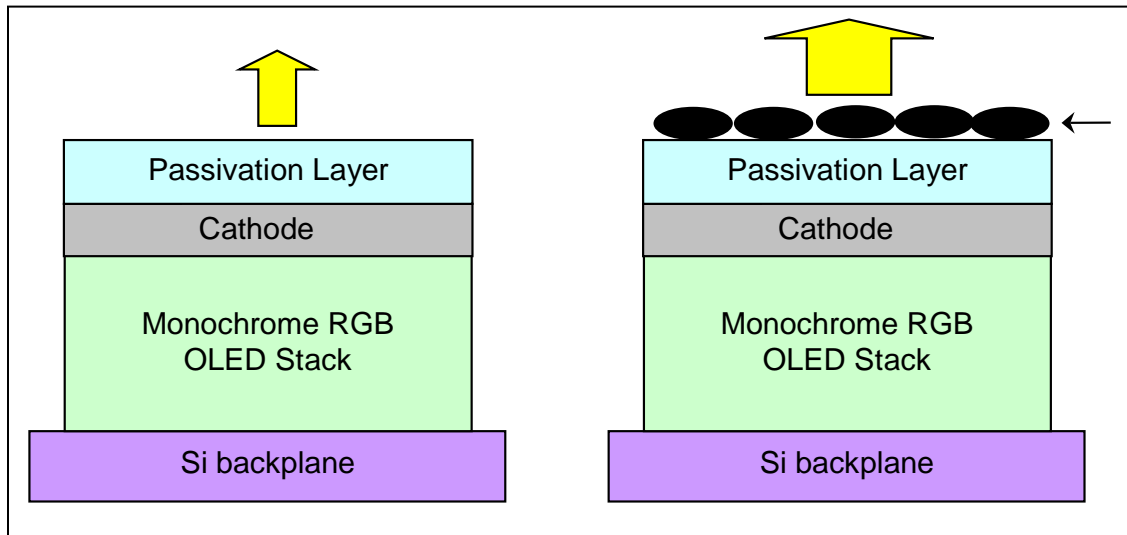 Passivation Layer
Cathode
Monochrome RGB
OLED Stack
Si backplane
Passivation Layer
Cathode
Monochrome RGB
OLED Stack
Si backplane